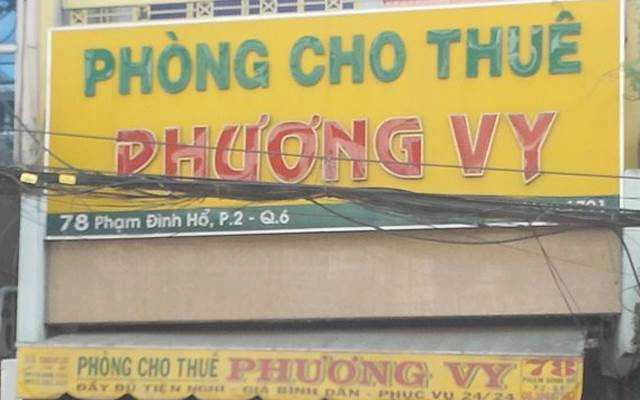 PHÒNG CHO THUÊ
PHƯƠNG VY
78 Phạm Đình Hổ, P.2 - Q.6
PHÒNG CHO THUÊ PHƯƠNG VY 78
ĐẦY ĐỦ TIỆN NGHI - GIÁ BÌNH DÂN - PHỤC VỤ 24/24